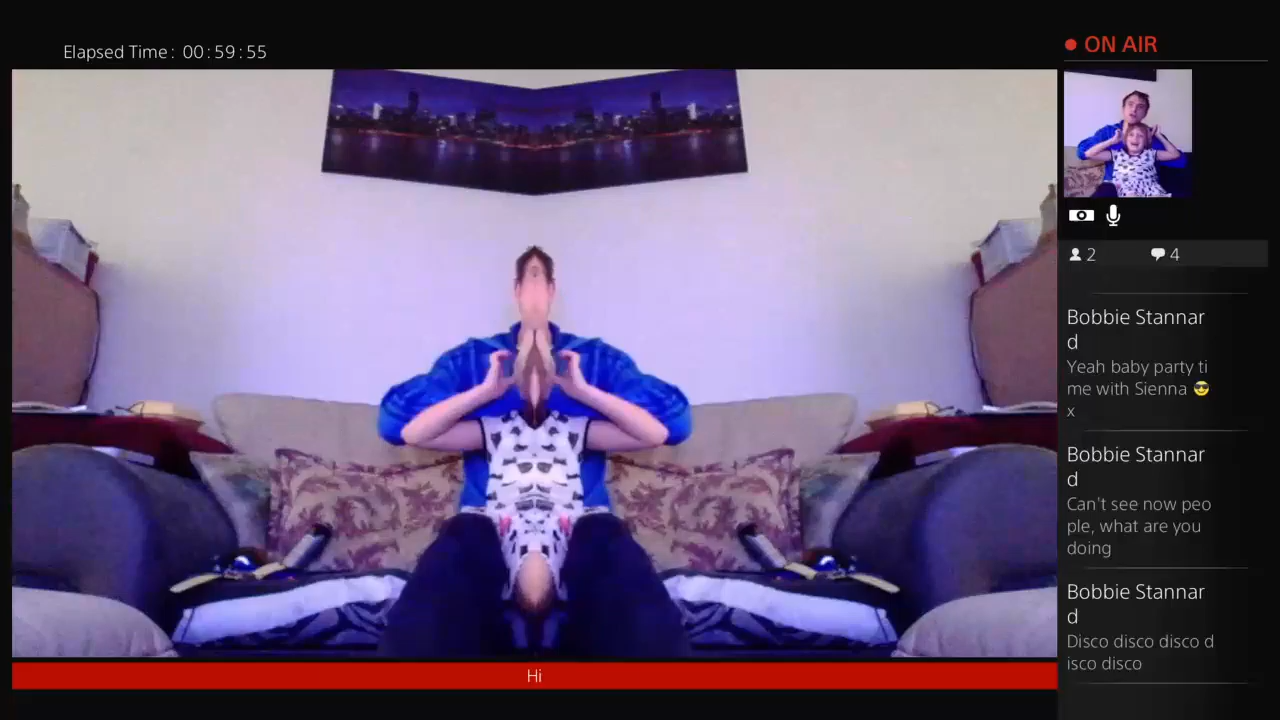 Elapsed Time: 00:59:55
ON AIR
2
4
Bobbie Stannar
d
Yeah baby party ti
me with Sienna 😎
x
Bobbie Stannar
d
Can't see now peo
ple, what are you
doing
Bobbie Stannar
d
Disco disco disco d
isco disco
Hi